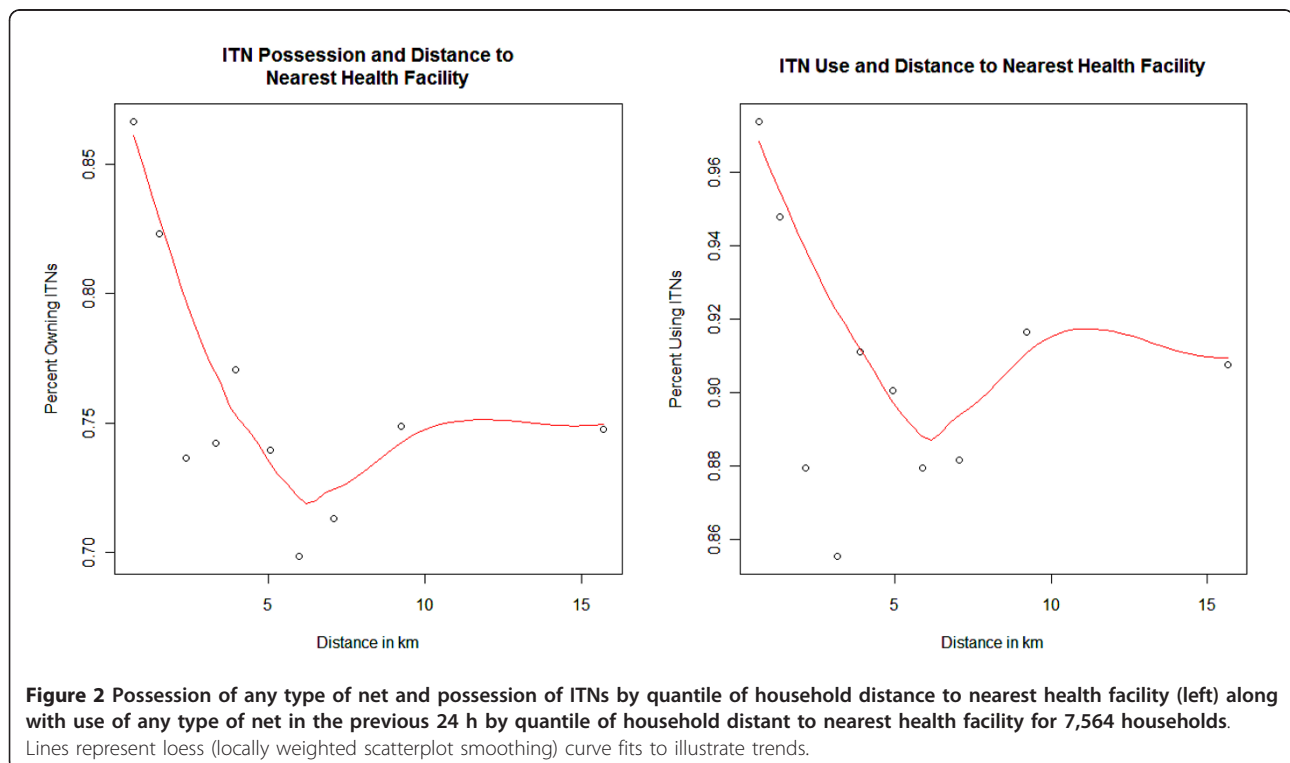 ITN Possession and Distance to
Nearest Health Facility
Percent Owning ITNs
0.85
0.80
0.75
0.70
5
10
15
Distance in km
ITN Use and Distance to Nearest Health Facility
Percent Using ITNs
0.96
0.94
0.92
0.90
0.88
0.86
5
10
15
Distance in km
Figure 2 Possession of any type of net and possession of ITNs by quantile of household distance to nearest health facility (left) along
with use of any type of net in the previous 24 h by quantile of household distant to nearest health facility for 7,564 households.
Lines represent loess (locally weighted scatterplot smoothing) curve fits to illustrate trends.